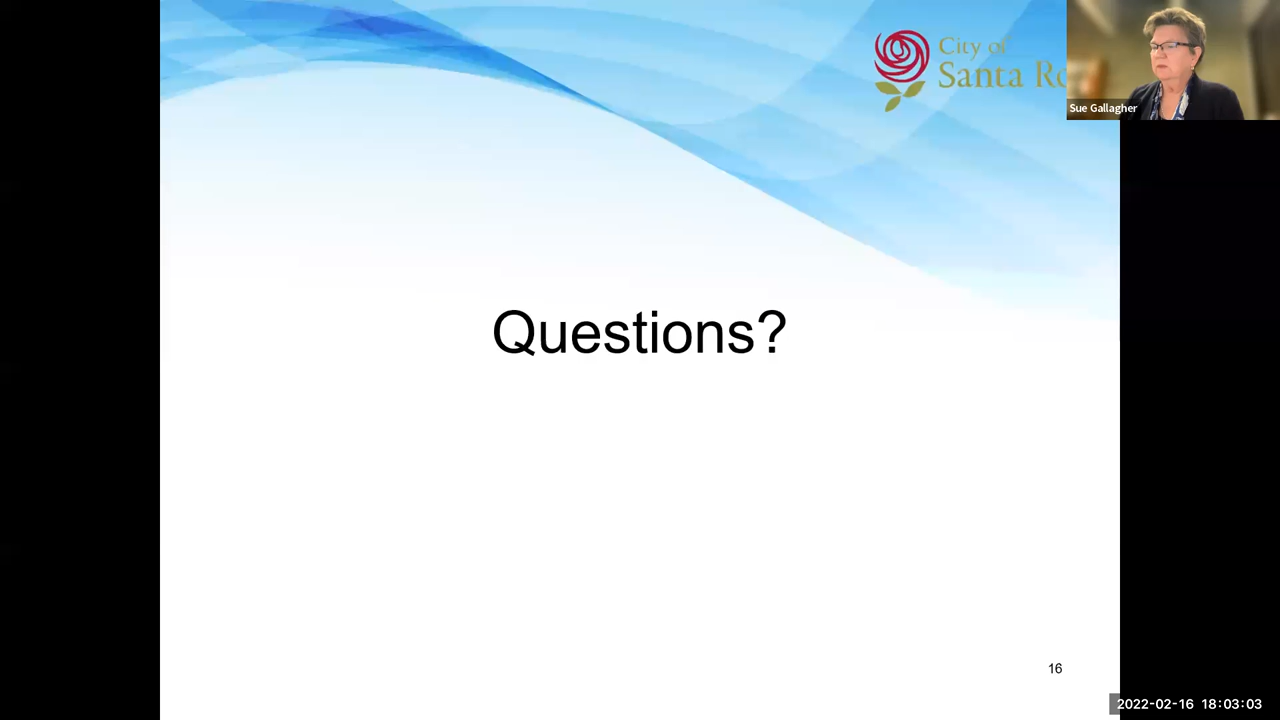 City of
Santa Ro
Sue Gallagher
Questions?
16
2022-02-16 18:03:03